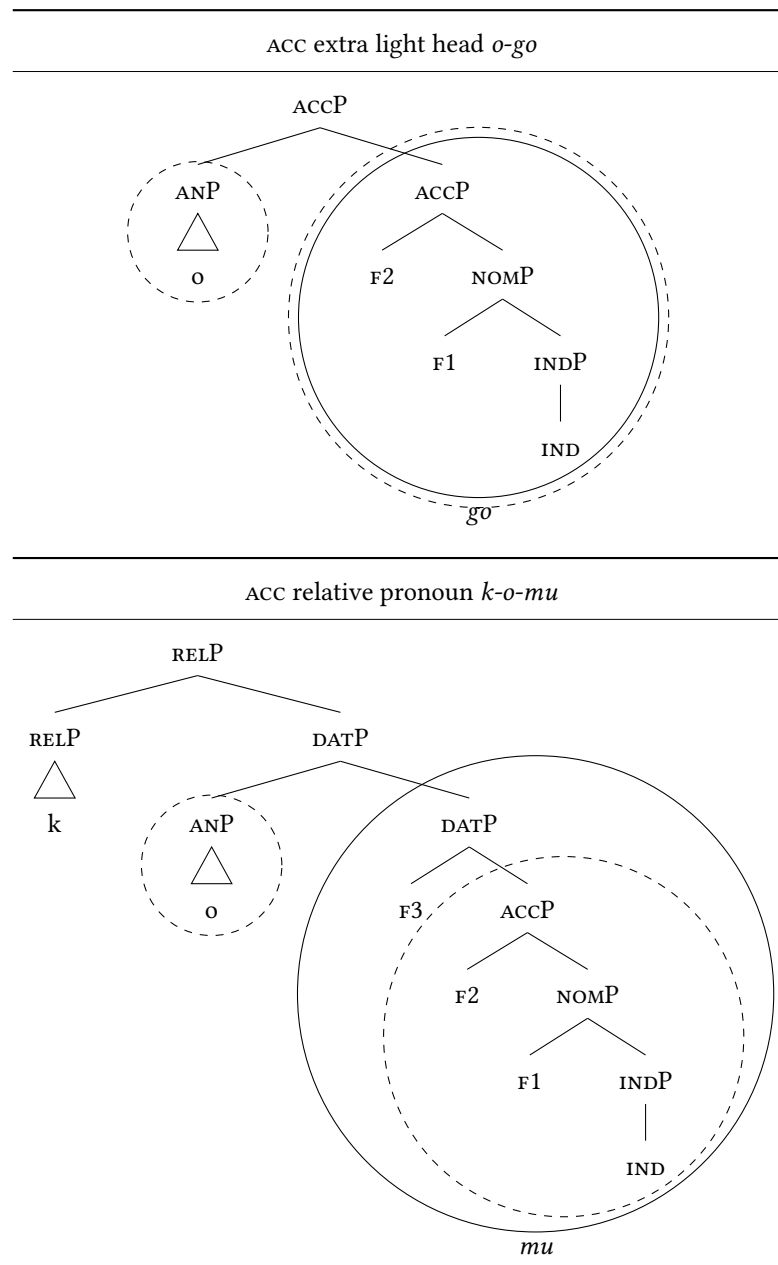 ACC extra light head o-go
ACCP
ANP ACCP
o F2 NOMP
F1 INDP
IND
go
ACC relative pronoun k-o-mu
RELP
RELP DATP
k ANP DATP
o F3 ACCP
F2 NOMP
F1 INDP
IND
mu